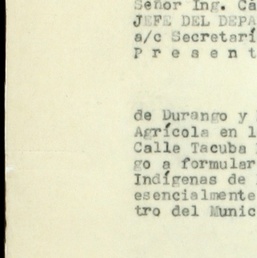 Señor Ing. Cá
JEFE DEL DEPA
a/c Secretarí
P r e s e n t
de Durango y
Agrícola en l
Calle Tacuba
go a formular
Indígenas de
esencialmente
tro del Munic